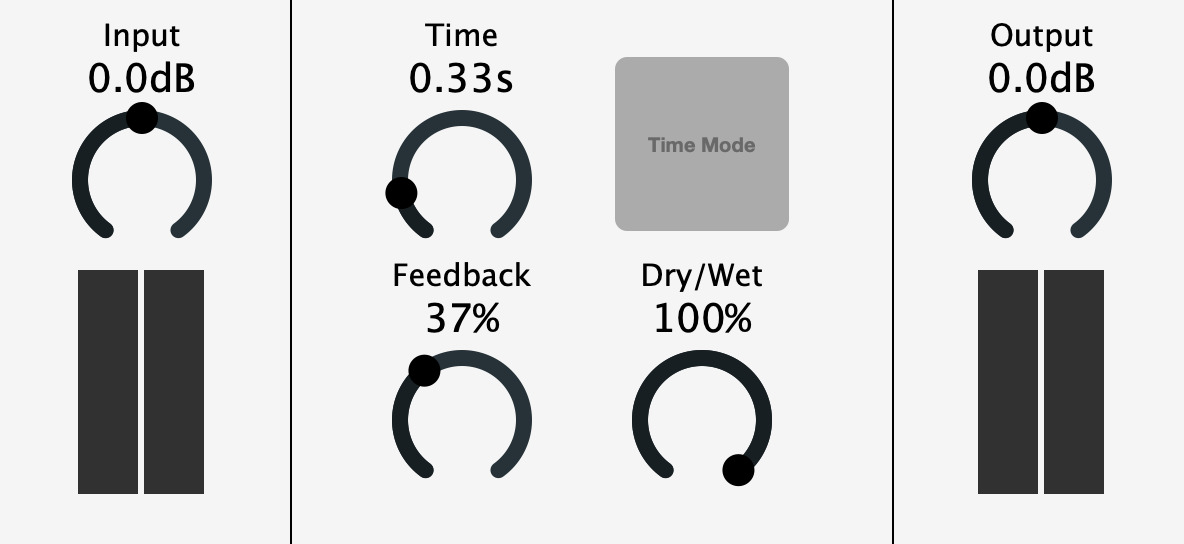 Input
0.0dB
Time
0.33s
Time Mode
Feedback
37%
Dry/Wet
100%
Output
0.0dB